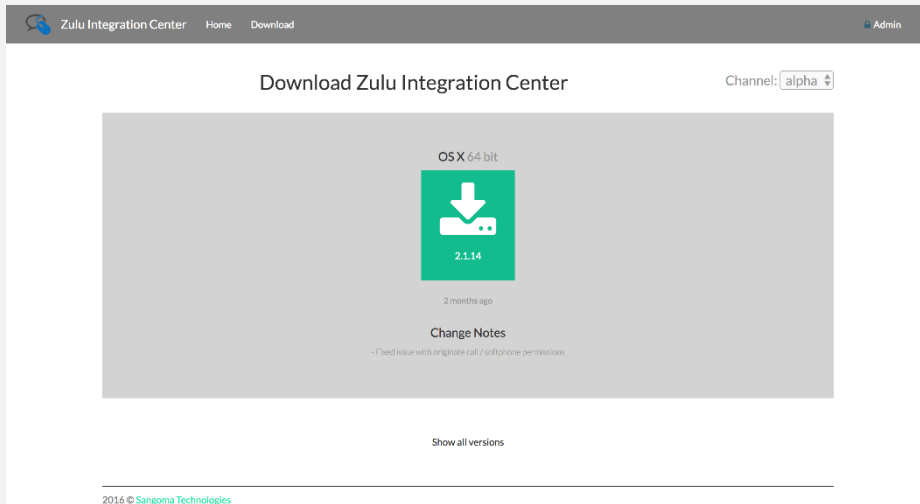 Zulu Integration Center Home Download Admin
Download Zulu Integration Center
Channel: alpha
OS X 64 bit
2.1.14
2 months ago
Change Notes
- Fixed issue with originate call / softphone permissions
Show all versions
2016 © Sangoma Technologies